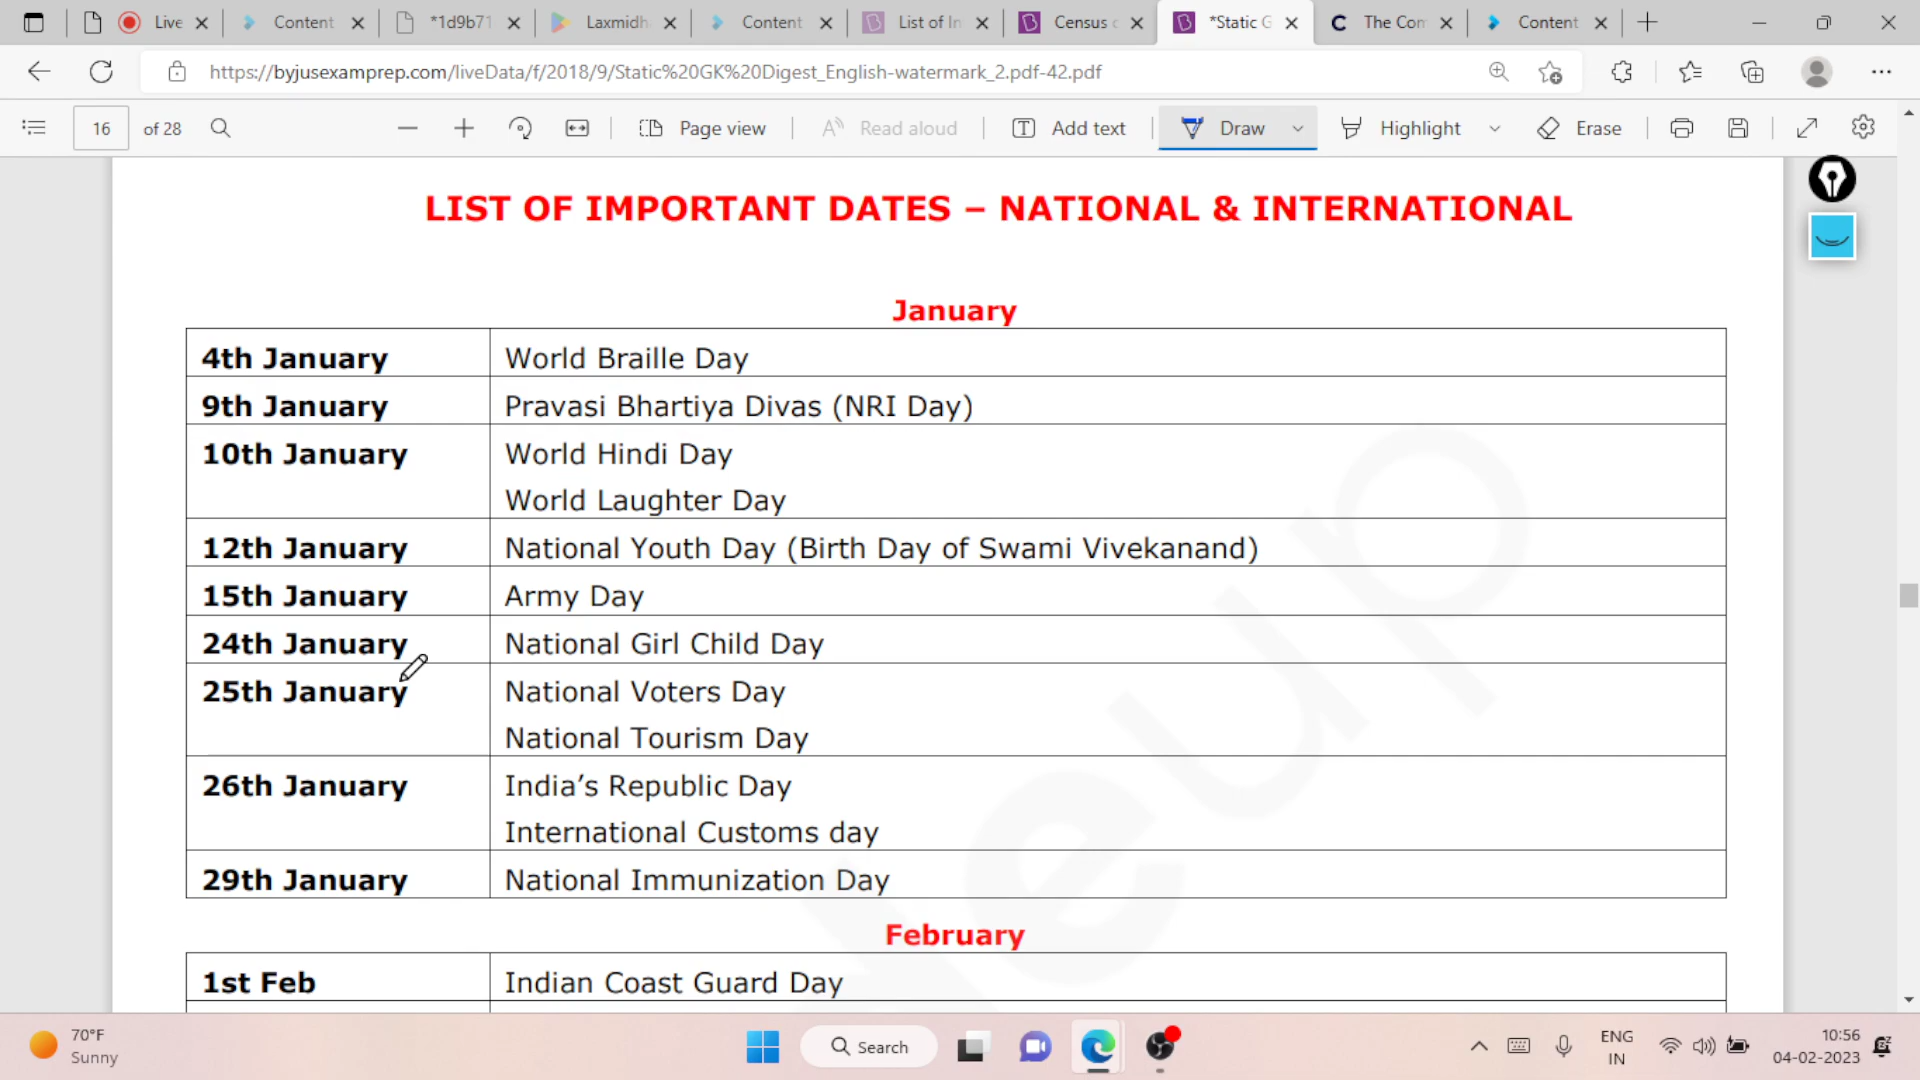 Live
Content
*1d9b71
Laxmidh
Content
List of In
Census c
*Static G
The Com
Content
https://byjusexamprep.com/liveData/f/2018/9/Static%20GK%20Digest_English-watermark_2.pdf-42.pdf
16 of 28
Page view
Read aloud
Add text
Draw
Highlight
Erase
LIST OF IMPORTANT DATES – NATIONAL & INTERNATIONAL
January
4th January World Braille Day
9th January Pravasi Bhartiya Divas (NRI Day)
10th January World Hindi Day
World Laughter Day
12th January National Youth Day (Birth Day of Swami Vivekanand)
15th January Army Day
24th January National Girl Child Day
25th January National Voters Day
National Tourism Day
26th January India’s Republic Day
International Customs day
29th January National Immunization Day
February
1st Feb Indian Coast Guard Day
70°F
Sunny
Search
ENG
IN
10:56
04-02-2023